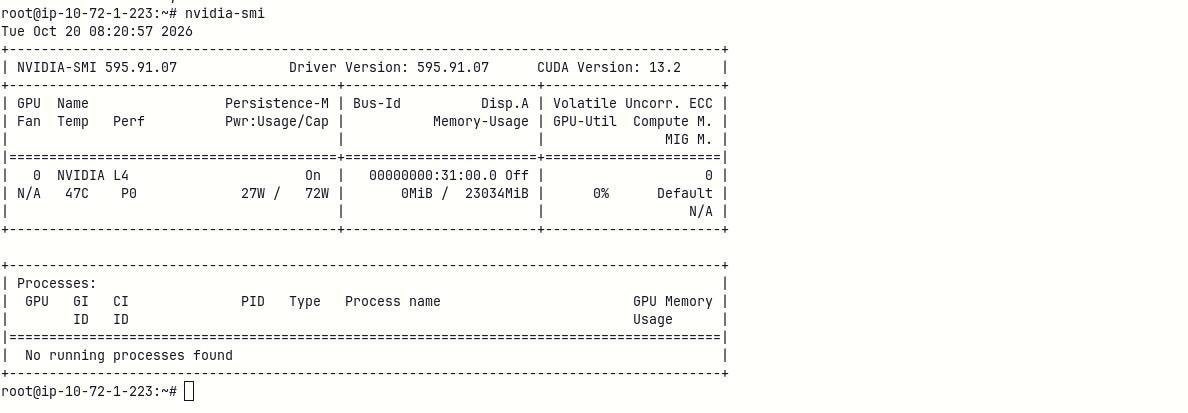 root@ip-10-72-1-223:~# nvidia-smi
Tue Oct 20 08:20:57 2026
+-----------------------------------------------------------------------------------------+
| NVIDIA-SMI 595.91.07              Driver Version: 595.91.07      CUDA Version: 13.2     |
+-----------------------------------------+------------------------+----------------------+
| GPU  Name                 Persistence-M | Bus-Id          Disp.A | Volatile Uncorr. ECC |
| Fan  Temp   Perf          Pwr:Usage/Cap |           Memory-Usage | GPU-Util  Compute M. |
|                                         |                        |               MIG M. |
|=========================================+========================+======================|
|   0  NVIDIA L4                      On  |   00000000:31:00.0 Off |                    0 |
| N/A   47C    P0             27W /   72W |       0MiB /  23034MiB |      0%      Default |
|                                         |                        |                  N/A |
+-----------------------------------------+------------------------+----------------------+

+-----------------------------------------------------------------------------------------+
| Processes:                                                                              |
|  GPU   GI   CI              PID   Type   Process name                        GPU Memory |
|        ID   ID                                                               Usage      |
|=========================================================================================|
|  No running processes found                                                             |
+-----------------------------------------------------------------------------------------+
root@ip-10-72-1-223:~#